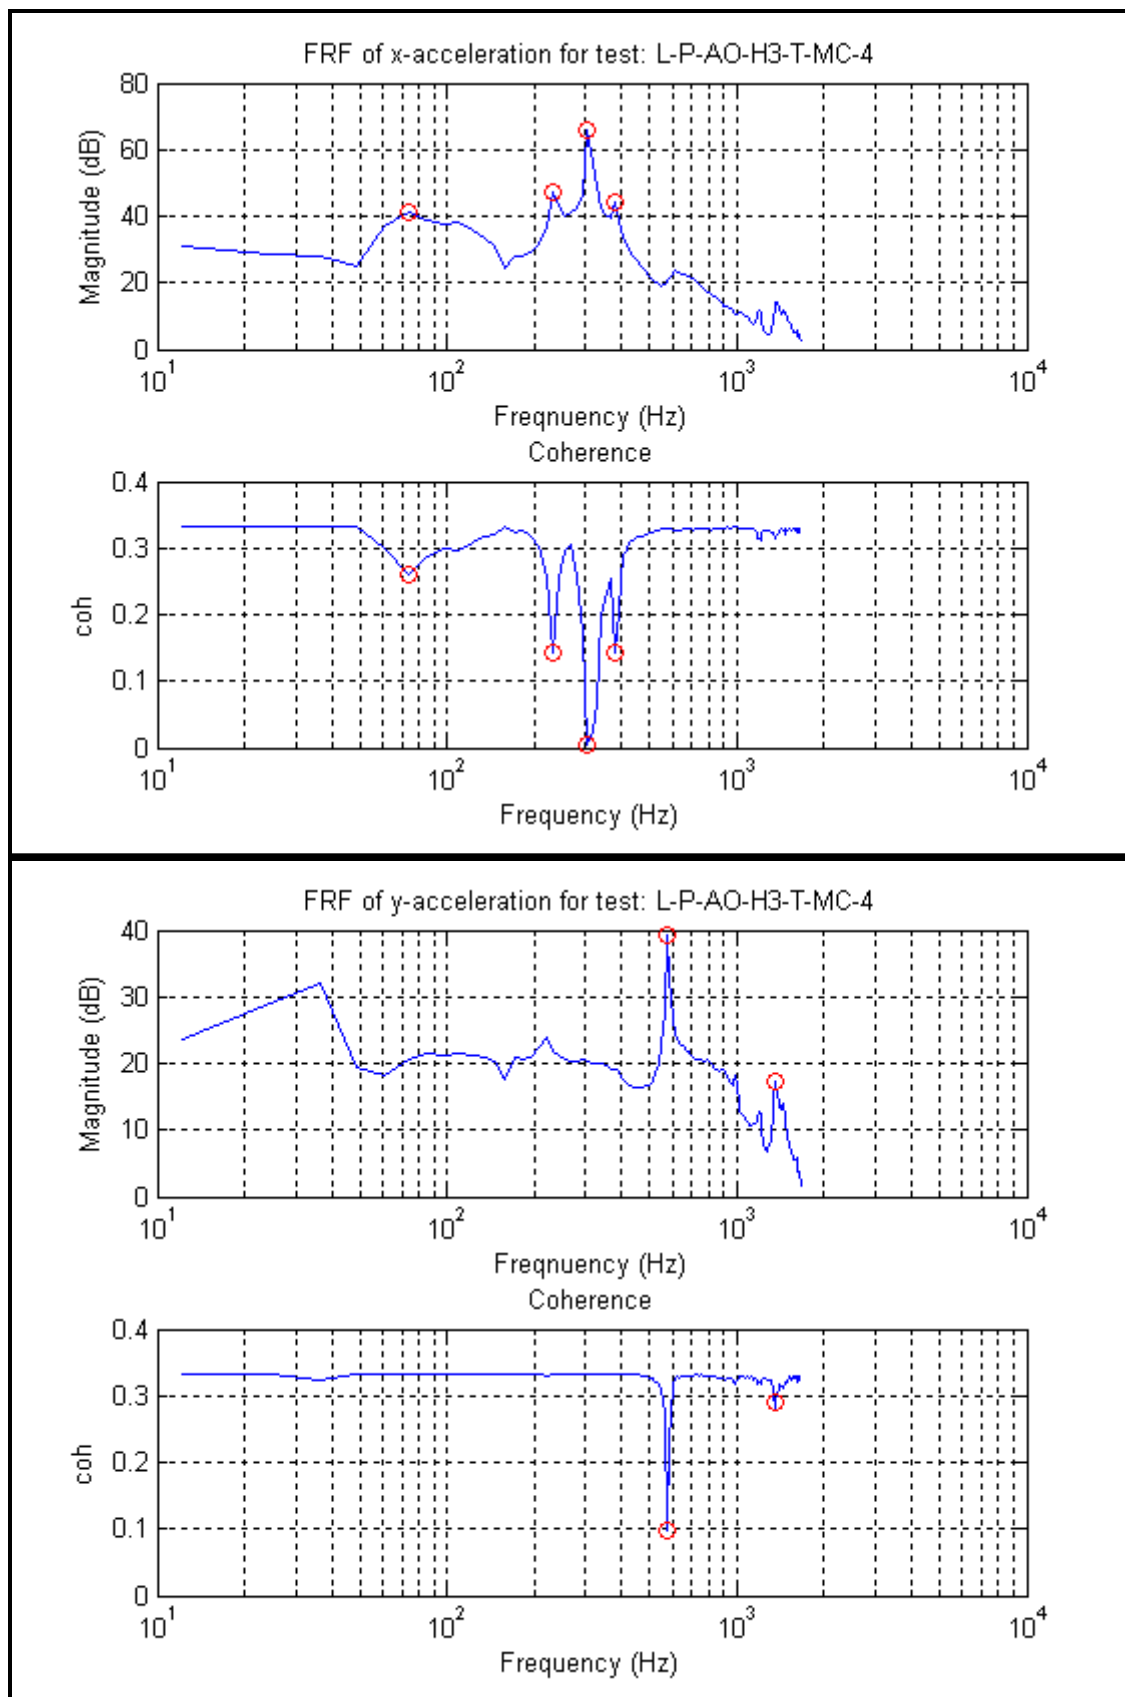 FRF of x-acceleration for test: L-P-AO-H3-T-MC-4
80
60
40
20
0
Magnitude (dB)
10^1 10^2 10^3 10^4
Freqnuency (Hz)
Coherence
0.4
0.3
0.2
0.1
0
coh
10^1 10^2 10^3 10^4
Frequency (Hz)
FRF of y-acceleration for test: L-P-AO-H3-T-MC-4
40
30
20
10
0
Magnitude (dB)
10^1 10^2 10^3 10^4
Freqnuency (Hz)
Coherence
0.4
0.3
0.2
0.1
0
coh
10^1 10^2 10^3 10^4
Frequency (Hz)